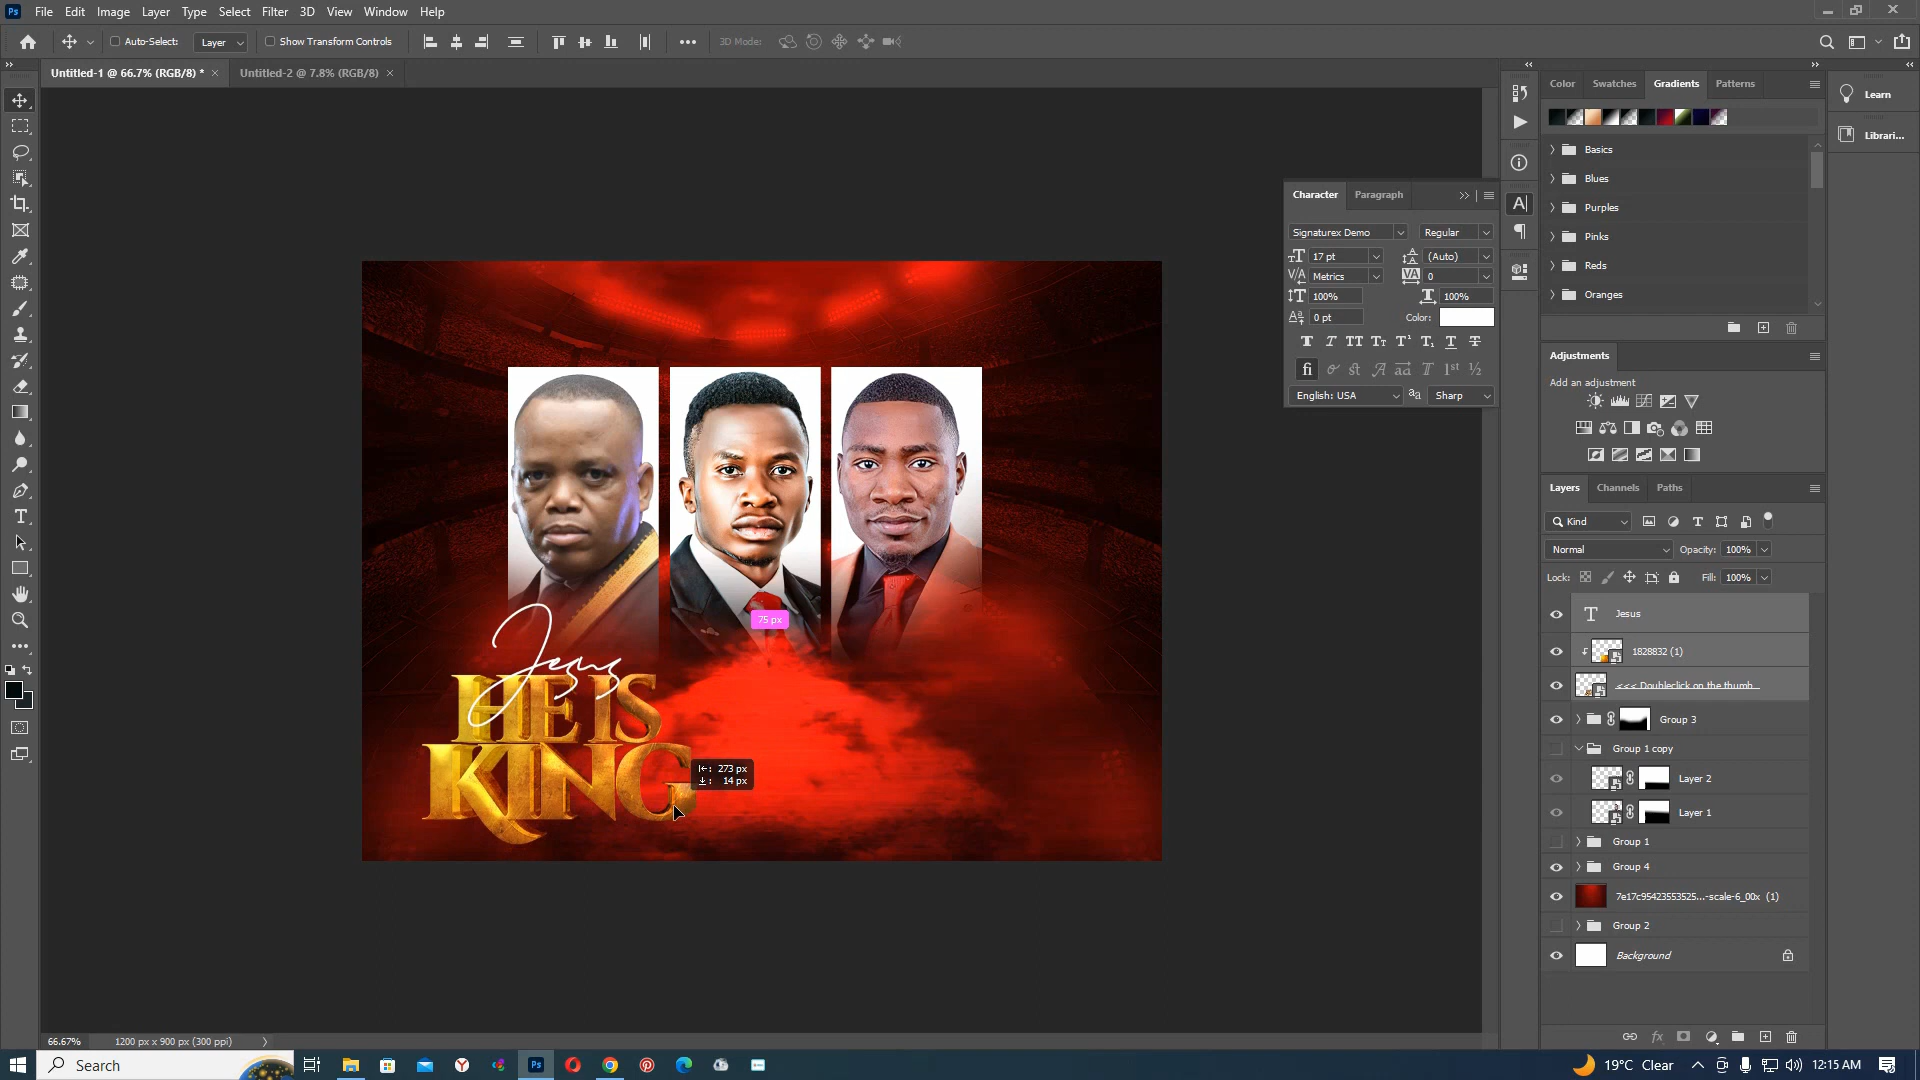 File Edit Image Layer Type Select Filter 3D View Window Help
Auto-Select: Layer Show Transform Controls 3D Mode:
Untitled-1 @ 66.7% (RGB/8) * × Untitled-2 @ 7.8% (RGB/8) ×
Color Swatches Gradients Patterns
Learn
Librari...
Basics
Blues
Purples
Pinks
Reds
Oranges
Character Paragraph
Signaturex Demo Regular
17 pt (Auto)
Metrics 0
100% 100%
0 pt Color:
English: USA Sharp
Adjustments
Add an adjustment
Layers Channels Paths
Kind
Normal Opacity: 100%
Lock: Fill: 100%
Jesus
1828832 (1)
<<< Doubleclick on the thumb...
Group 3
Group 1 copy
Layer 2
Layer 1
Group 1
Group 4
7e17c95423553525...-scale-6_00x (1)
Group 2
Background
75 px
Jesus
HE IS
KING
273 px
14 px
66.67% 1200 px x 900 px (300 ppi)
Search
19°C Clear 12:15 AM